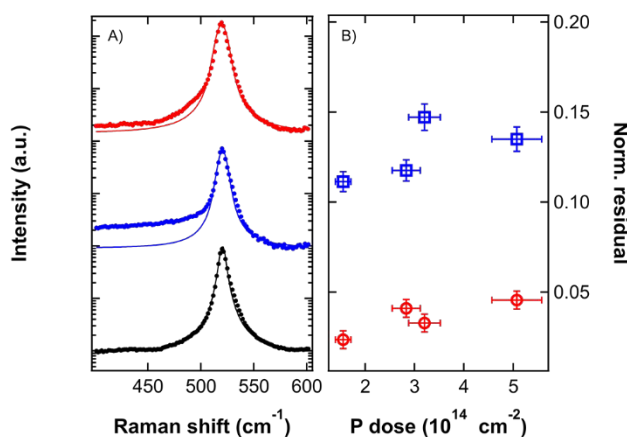 A)
B)
0.20
0.15
0.10
0.05
Norm. residual
Intensity (a.u.)
450 500 550 600
2 3 4 5
Raman shift (cm⁻¹)
P dose (10¹⁴ cm⁻²)